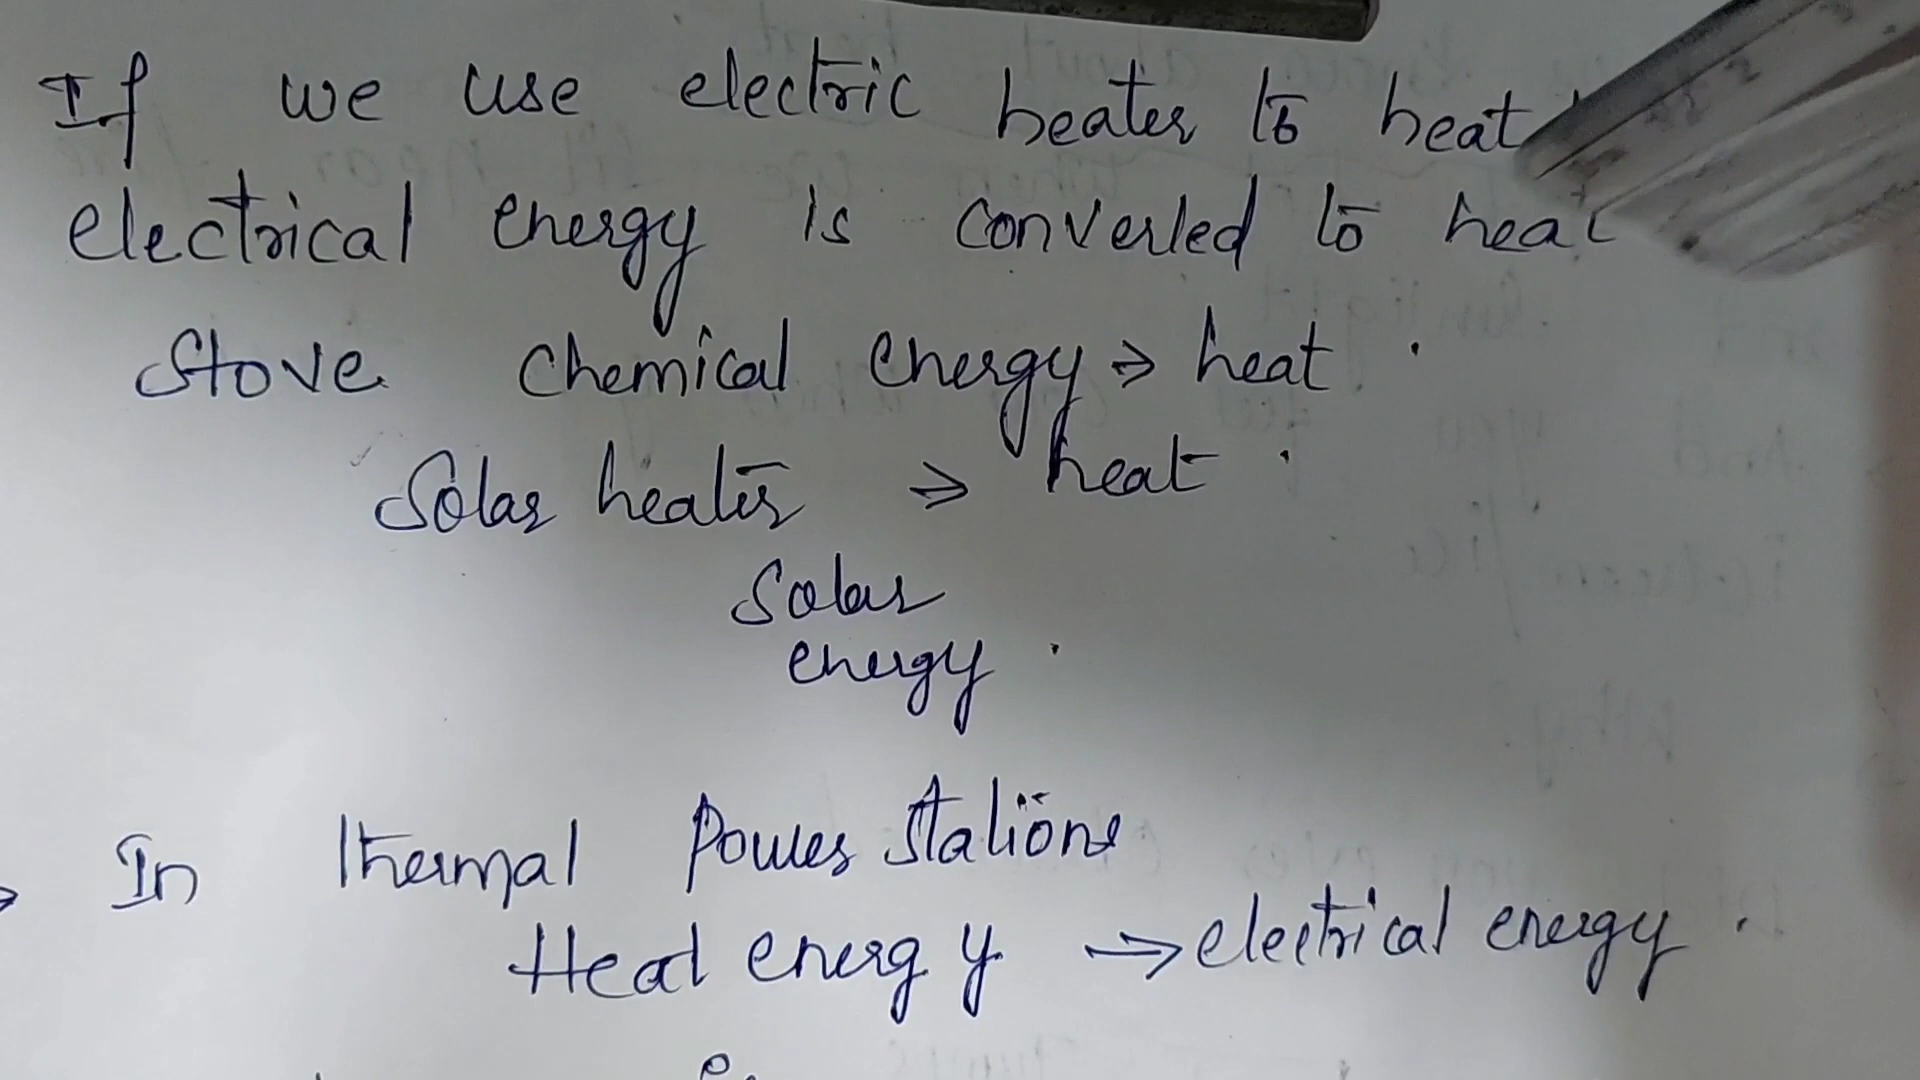 If we use electric heater to heat
electrical energy is converted to heat
Stove chemical energy ⇒ heat .
Solar heater ⇒ heat .
Solar
energy .
In thermal Power Stations
Heat energy ⇒ electrical energy .